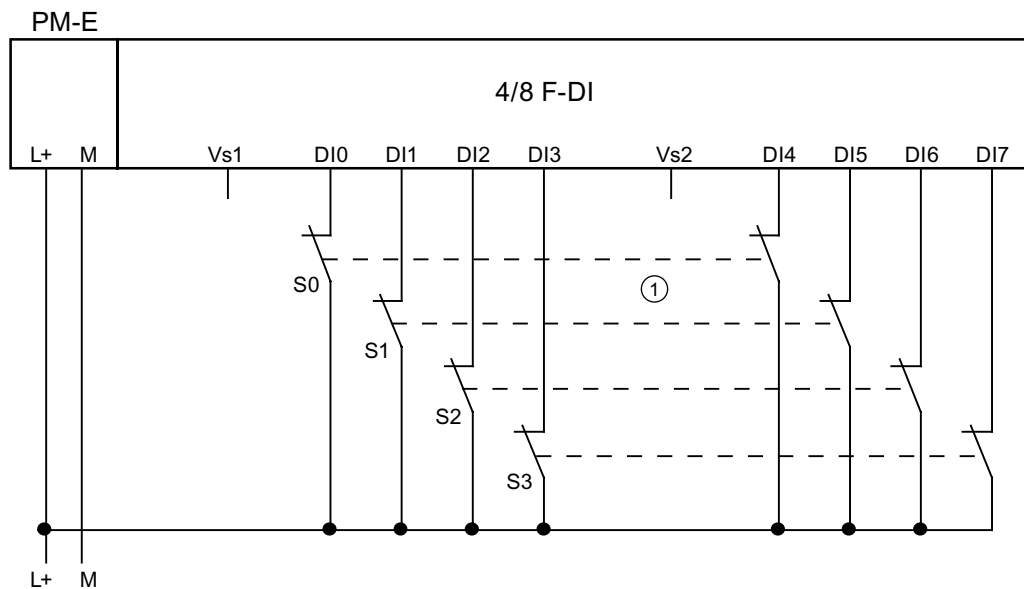 PM-E
4/8 F-DI
L+ M Vs1 DI0 DI1 DI2 DI3 Vs2 DI4 DI5 DI6 DI7
S0
1
S1
S2
S3
L+ M